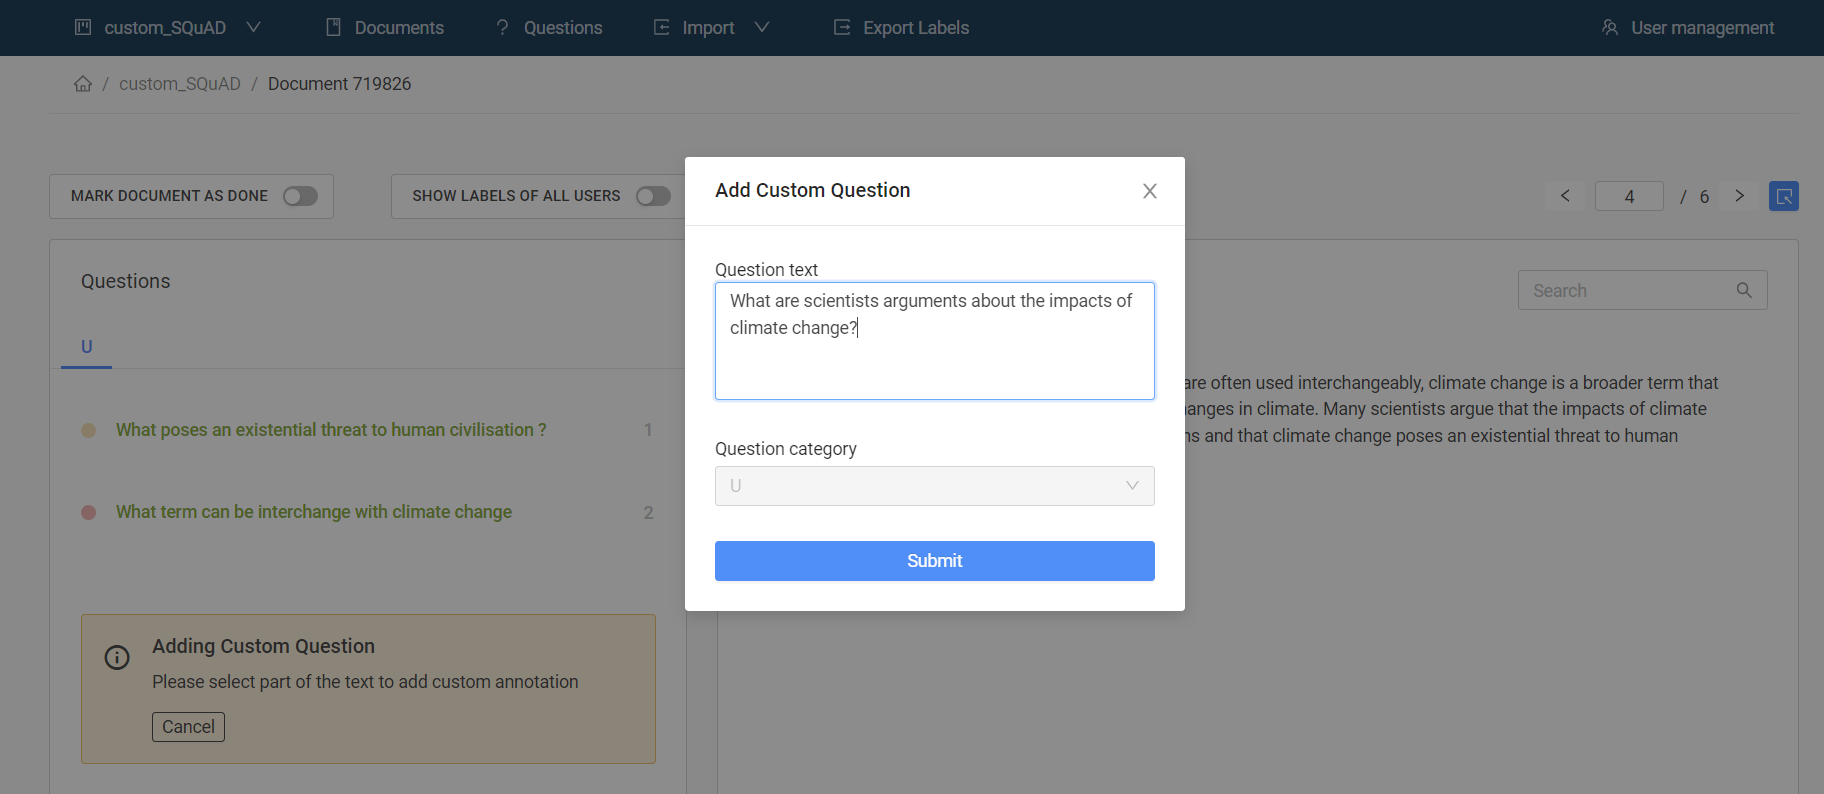 custom_SQuAD Documents Questions Import Export Labels User management
/ custom_SQuAD / Document 719826
MARK DOCUMENT AS DONE SHOW LABELS OF ALL USERS 4 / 6
Add Custom Question
Question text
What are scientists arguments about the impacts of
climate change?
Question category
U
Submit
Questions
U
What poses an existential threat to human civilisation ? 1
What term can be interchange with climate change 2
Adding Custom Question
Please select part of the text to add custom annotation
Cancel
Search
are often used interchangeably, climate change is a broader term that
in climate. Many scientists argue that the impacts of climate
and that climate change poses an existential threat to human